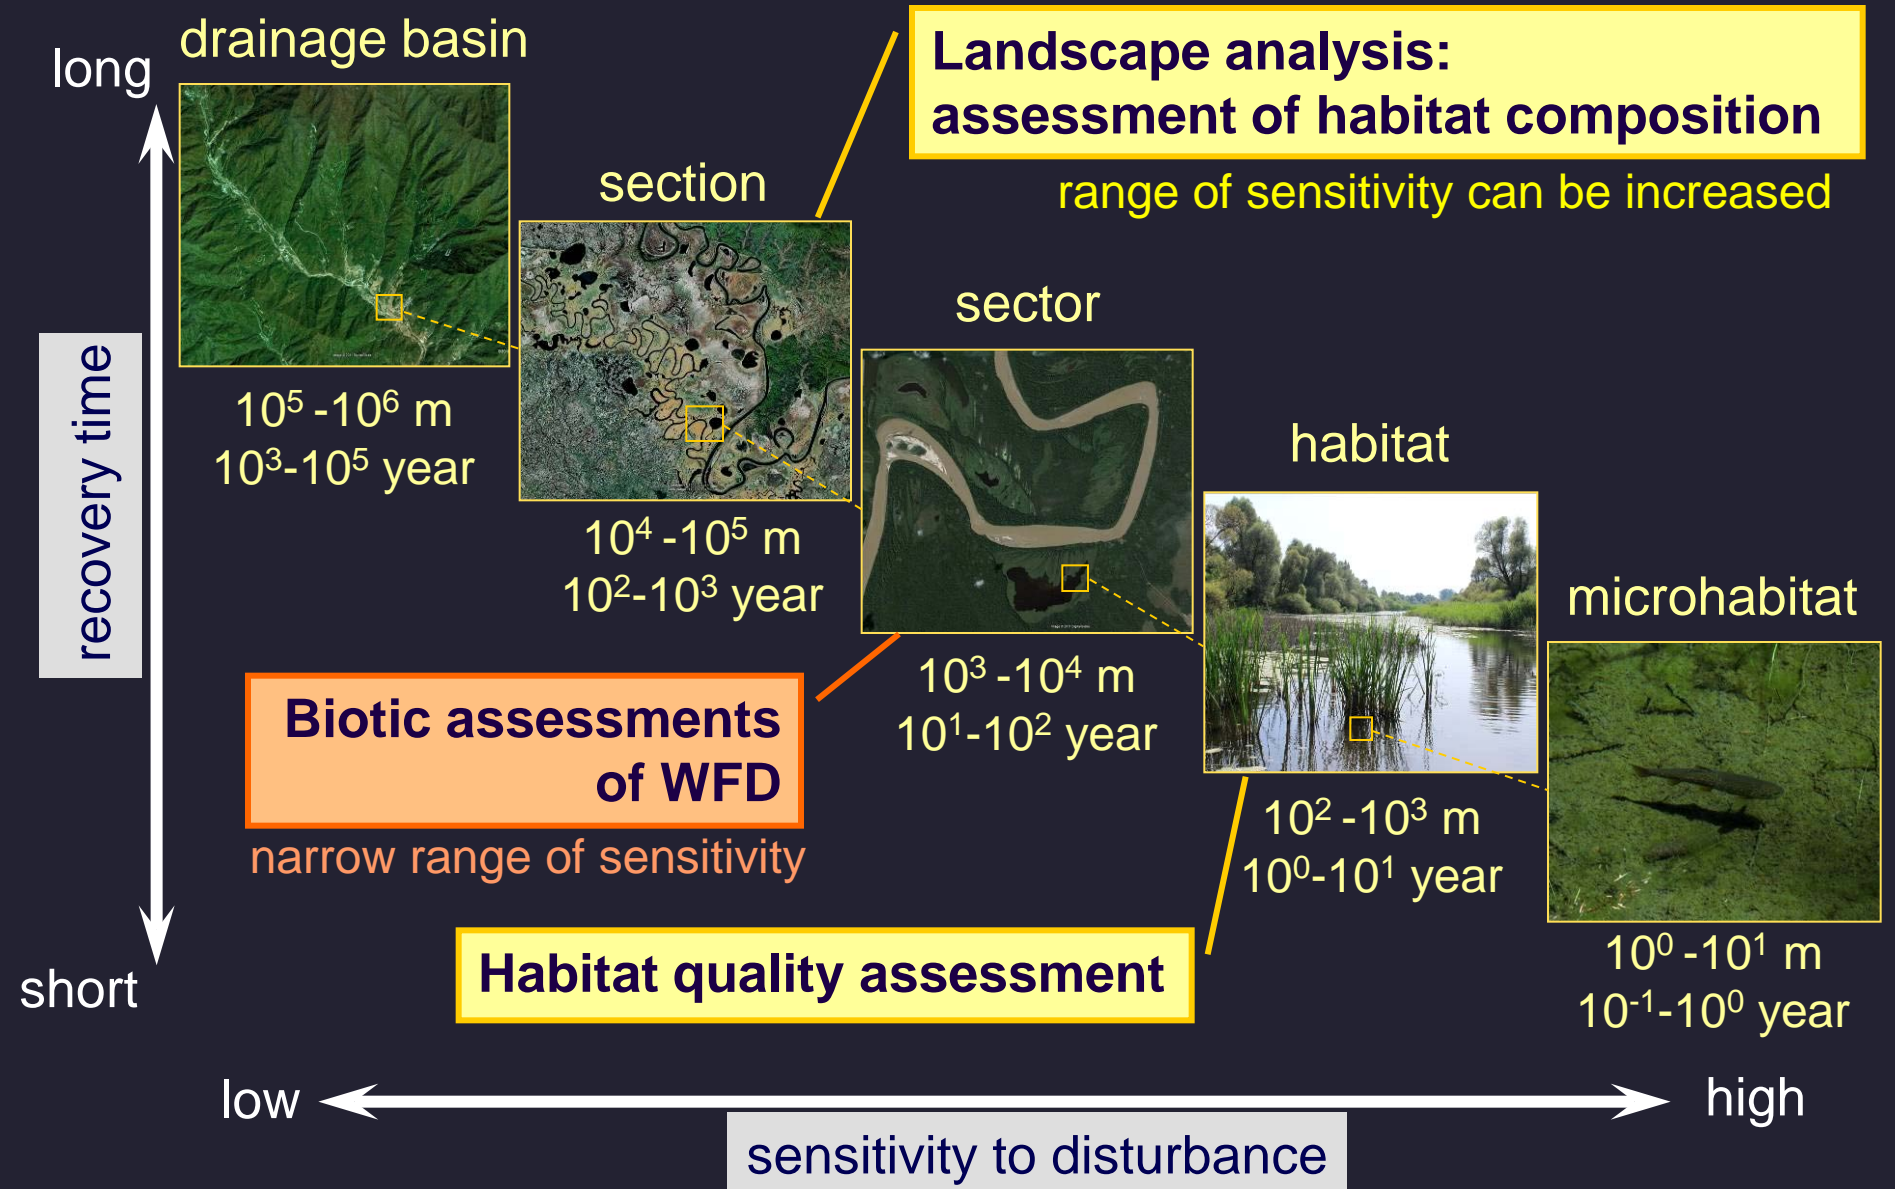 drainage basin
long
Landscape analysis:
assessment of habitat composition
range of sensitivity can be increased
section
sector
recovery time
10⁵ -10⁶ m
10³-10⁵ year
habitat
10⁴ -10⁵ m
10²-10³ year
microhabitat
10³ -10⁴ m
10¹-10² year
Biotic assessments
of WFD
narrow range of sensitivity
10² -10³ m
10⁰-10¹ year
Habitat quality assessment
10⁰ -10¹ m
10⁻¹-10⁰ year
short
low
high
sensitivity to disturbance